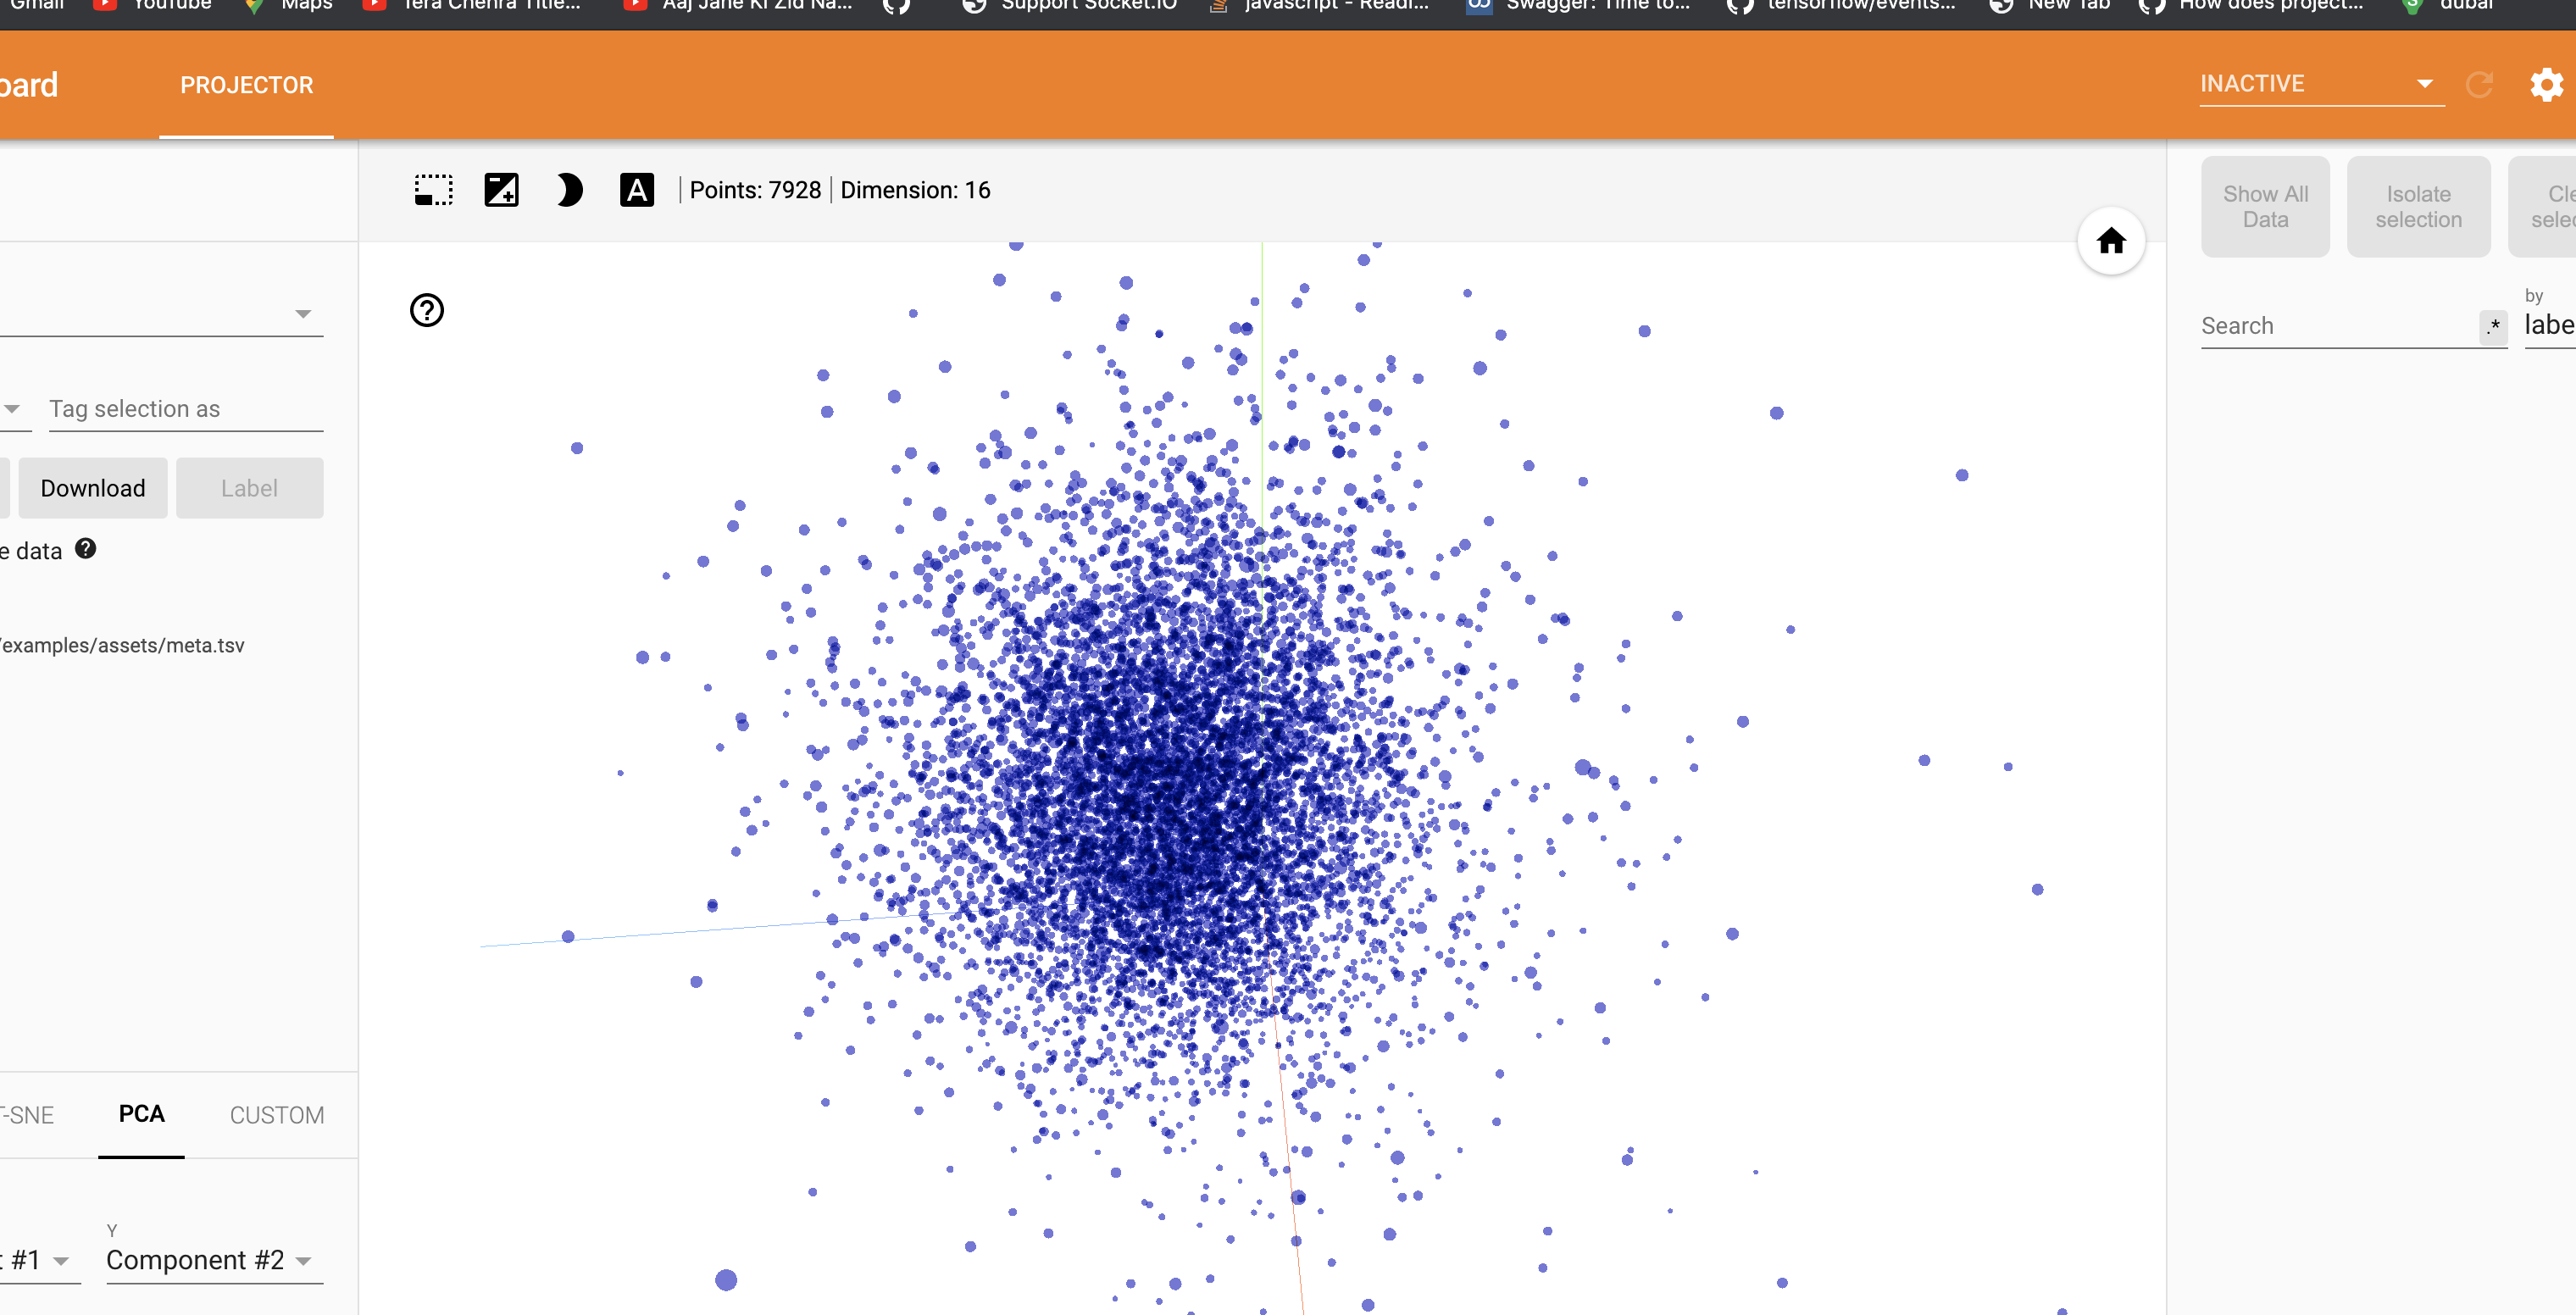 Gmail YouTube Maps Tera Chehra Title... Aaj Jane Ki Zid Na... Support Socket.IO javascript - Readi... Swagger: Time to... tensorflow/events... New Tab How does project... dubai
oard PROJECTOR INACTIVE
Points: 7928 Dimension: 16
Show All Data
Isolate selection
Cle
selec
by
Search .* labe
Tag selection as
Download Label
e data
/examples/assets/meta.tsv
T-SNE PCA CUSTOM
Y
t #1 Component #2